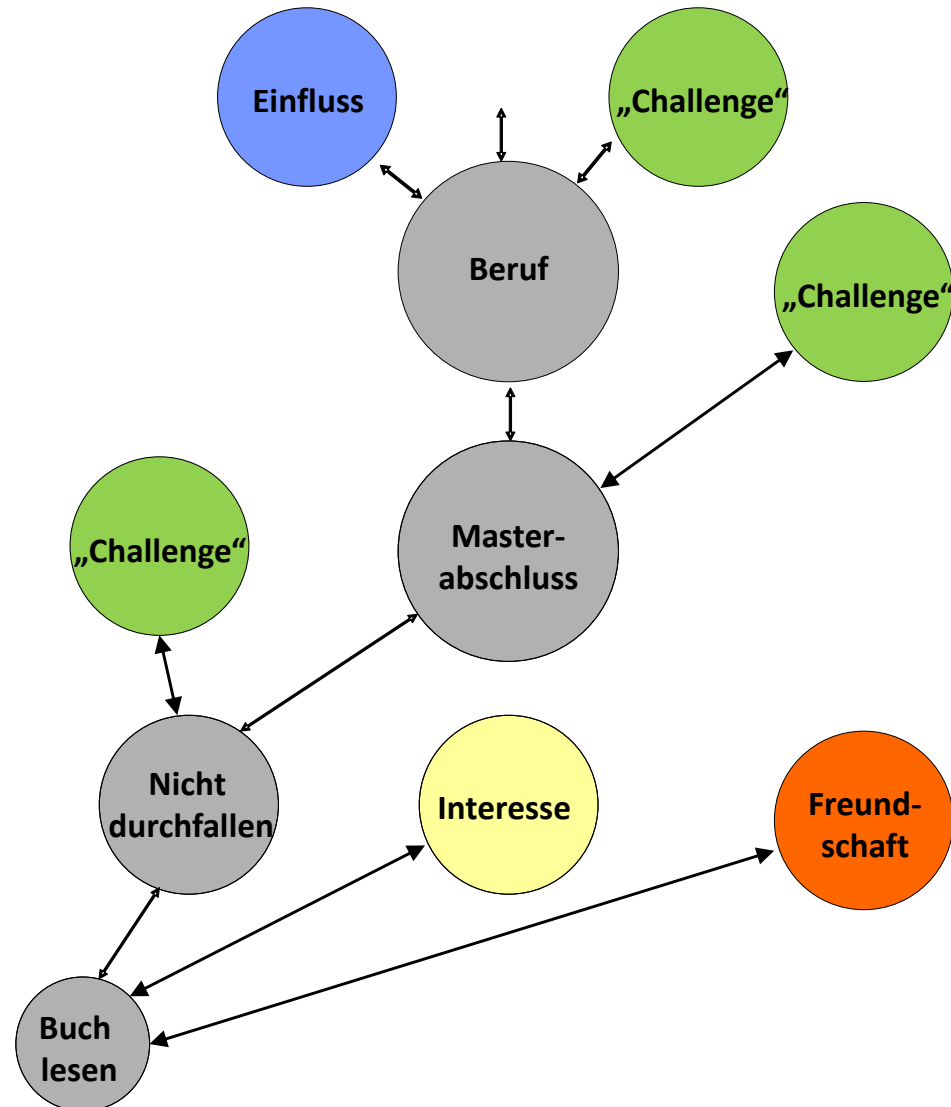 Einfluss
„Challenge“
Beruf
„Challenge“
Master-
abschluss
„Challenge“
Nicht
durchfallen
Interesse
Freund-
schaft
Buch
lesen